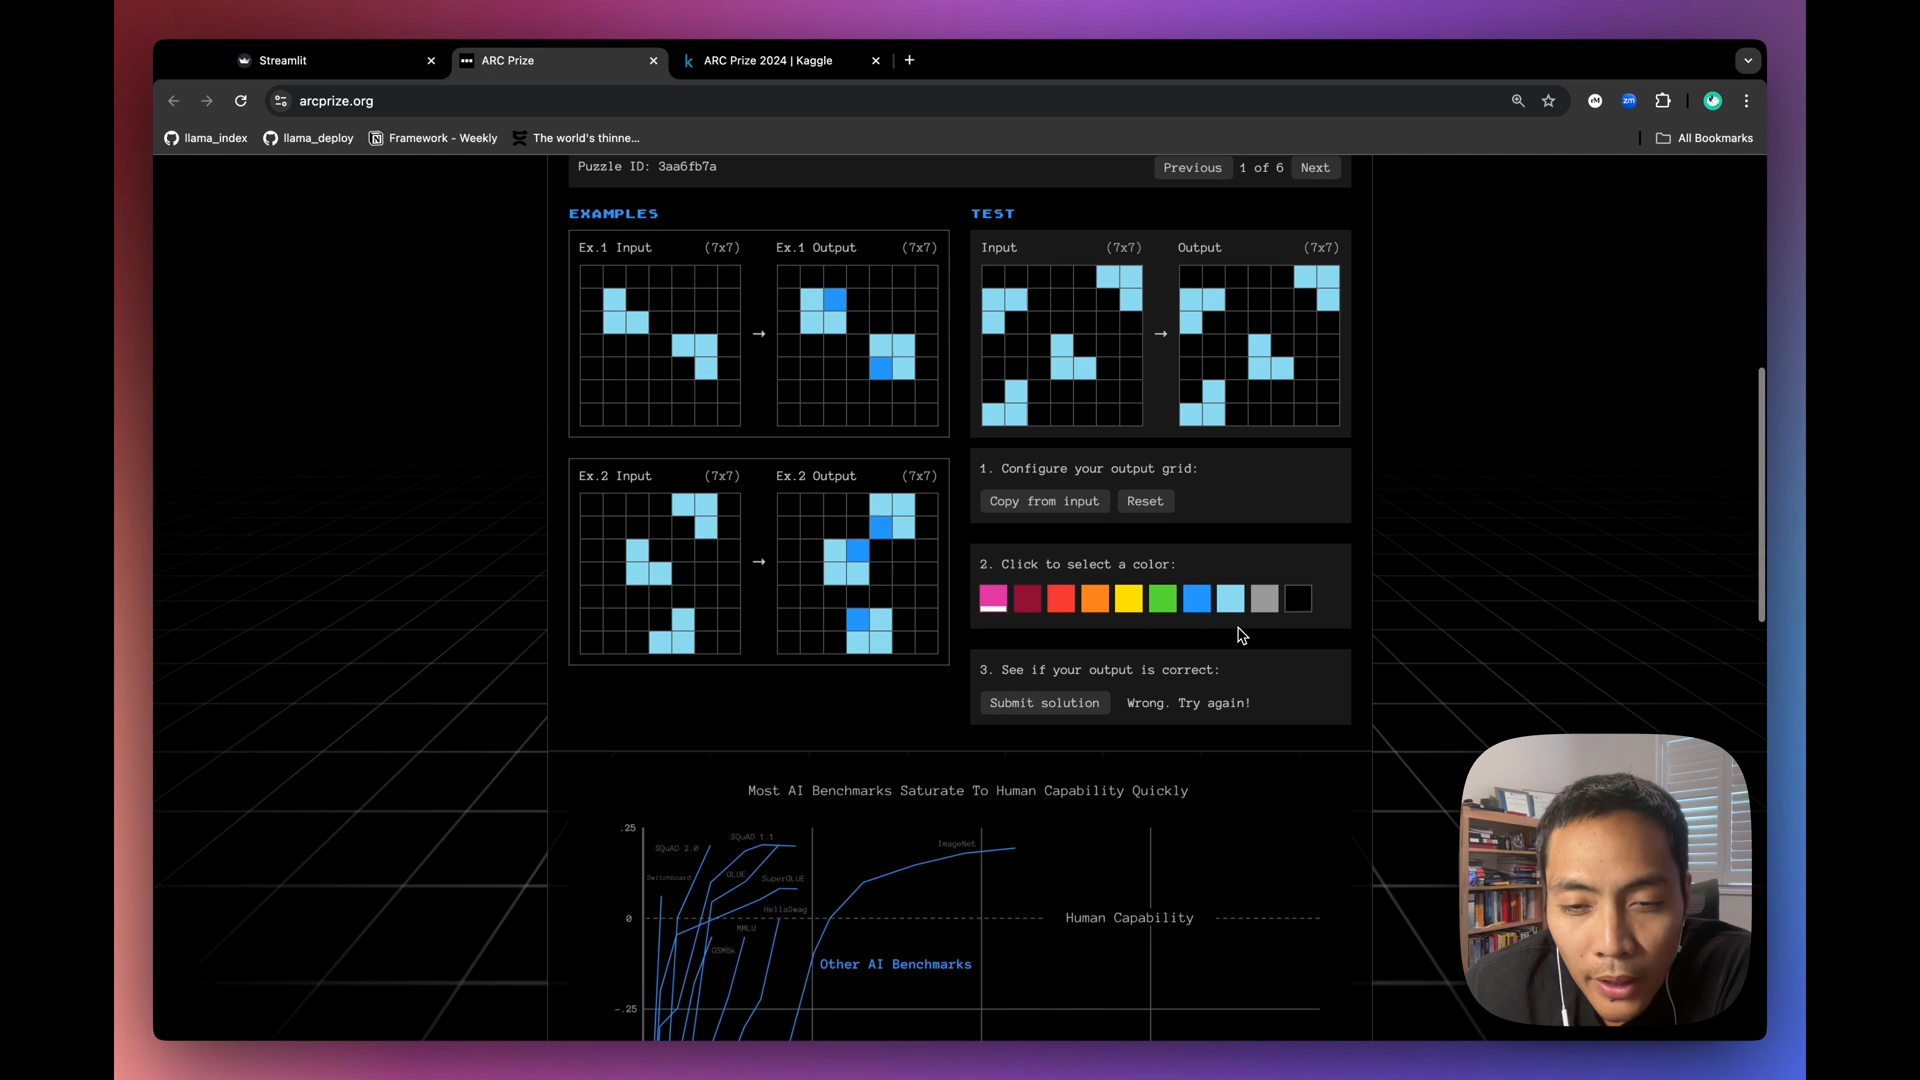 Streamlit
ARC Prize
ARC Prize 2024 | Kaggle
arcprize.org
zm
llama_index
llama_deploy
Framework - Weekly
The world's thinne...
All Bookmarks
Puzzle ID: 3aa6fb7a
Previous 1 of 6 Next
EXAMPLES
Ex.1 Input (7x7) Ex.1 Output (7x7)
Ex.2 Input (7x7) Ex.2 Output (7x7)
TEST
Input (7x7) Output (7x7)
1. Configure your output grid:
Copy from input Reset
2. Click to select a color:
3. See if your output is correct:
Submit solution Wrong. Try again!
Most AI Benchmarks Saturate To Human Capability Quickly
.25
SQuAD 1.1
SQuAD 2.0
ImageNet
GLUE
Switchboard
SuperGLUE
HellaSwag
0
Human Capability
MMLU
GSM8k
Other AI Benchmarks
-.25